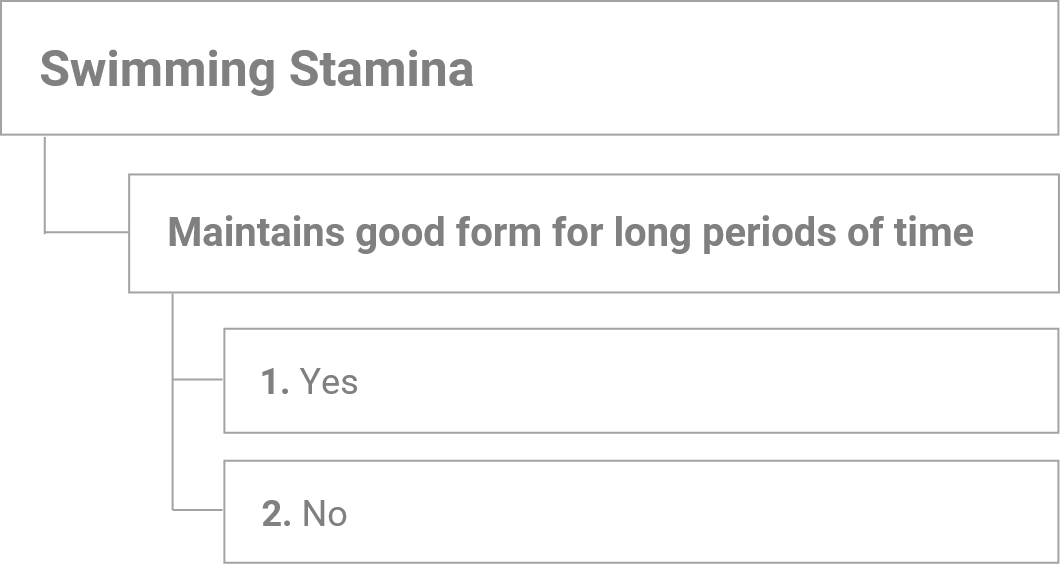 Swimming Stamina
Maintains good form for long periods of time
1. Yes
2. No